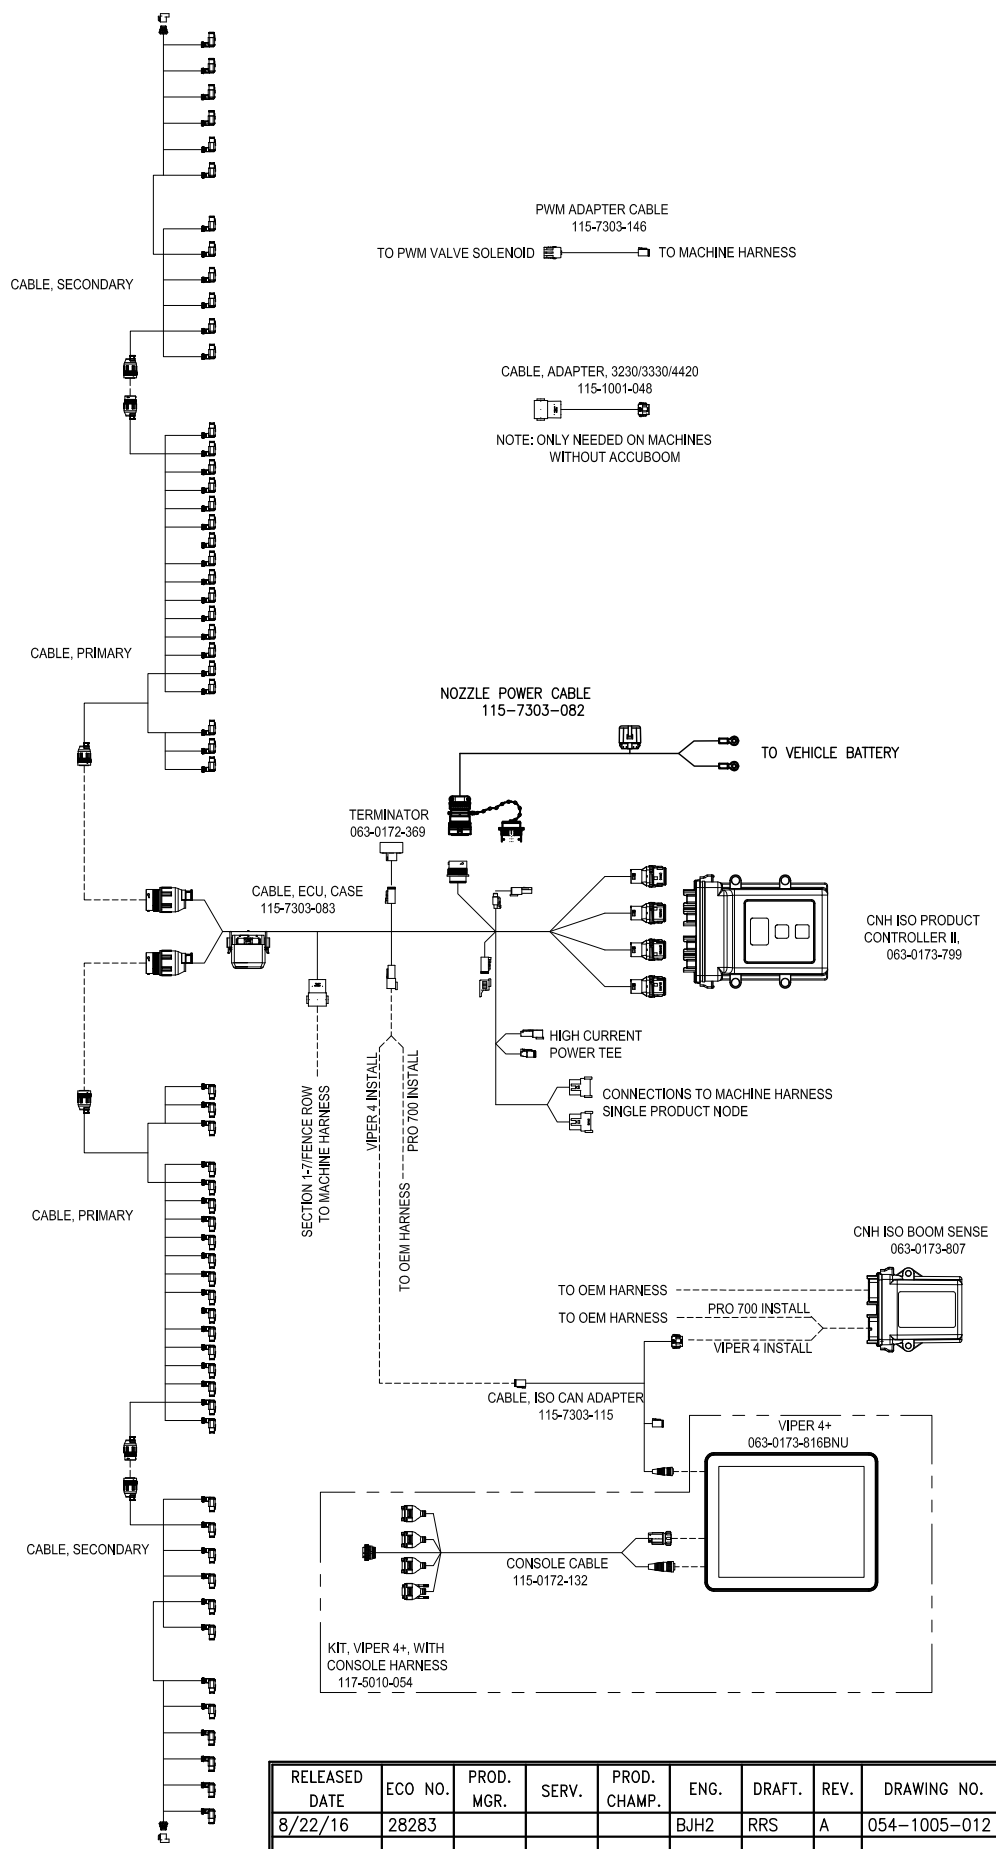 PWM ADAPTER CABLE
115-7303-146
TO PWM VALVE SOLENOID
TO MACHINE HARNESS
CABLE, SECONDARY
CABLE, ADAPTER, 3230/3330/4420
115-1001-048
NOTE: ONLY NEEDED ON MACHINES
WITHOUT ACCUBOOM
CABLE, PRIMARY
NOZZLE POWER CABLE
115-7303-082
TO VEHICLE BATTERY
TERMINATOR
063-0172-369
CABLE, ECU, CASE
115-7303-083
CNH ISO PRODUCT
CONTROLLER II,
063-0173-799
HIGH CURRENT
POWER TEE
CONNECTIONS TO MACHINE HARNESS
SINGLE PRODUCT NODE
SECTION 1-7/FENCE ROW
TO MACHINE HARNESS
VIPER 4 INSTALL
PRO 700 INSTALL
TO OEM HARNESS
CABLE, PRIMARY
CNH ISO BOOM SENSE
063-0173-807
TO OEM HARNESS
TO OEM HARNESS
PRO 700 INSTALL
VIPER 4 INSTALL
CABLE, ISO CAN ADAPTER
115-7303-115
VIPER 4+
063-0173-816BNU
CABLE, SECONDARY
CONSOLE CABLE
115-0172-132
KIT, VIPER 4+, WITH
CONSOLE HARNESS
117-5010-054
RELEASED DATE ECO NO. PROD. MGR. SERV. PROD. CHAMP. ENG. DRAFT. REV. DRAWING NO.
8/22/16 28283 BJH2 RRS A 054-1005-012